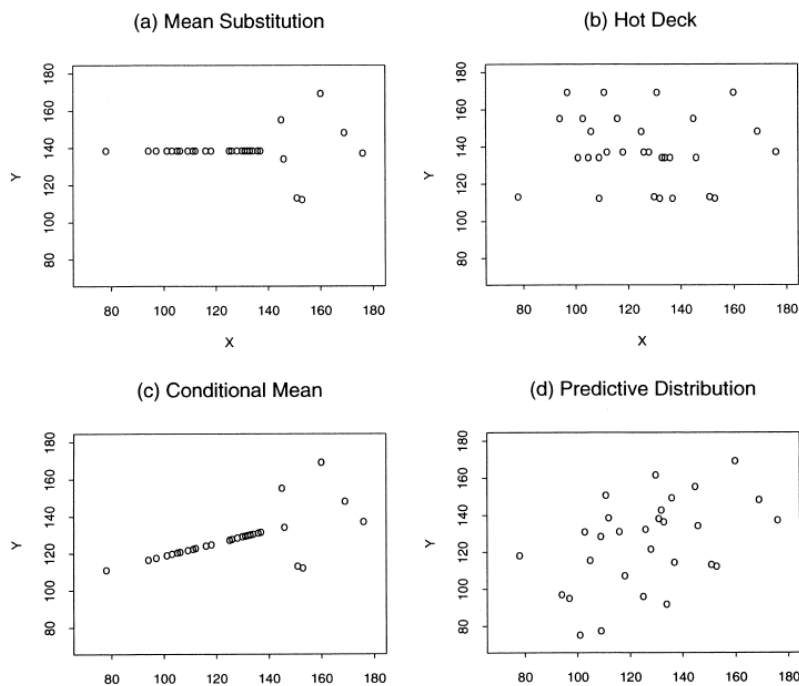 (a) Mean Substitution
(b) Hot Deck
Y
80 100 120 140 160 180
80 100 120 140 160 180
X
Y
80 100 120 140 160 180
100 120 140 160 180
X
(c) Conditional Mean
(d) Predictive Distribution
Y
80 100 120 140 160 180
80 100 120 140 160 180
Y
80 100 120 140 160 180
80 100 120 140 160 180